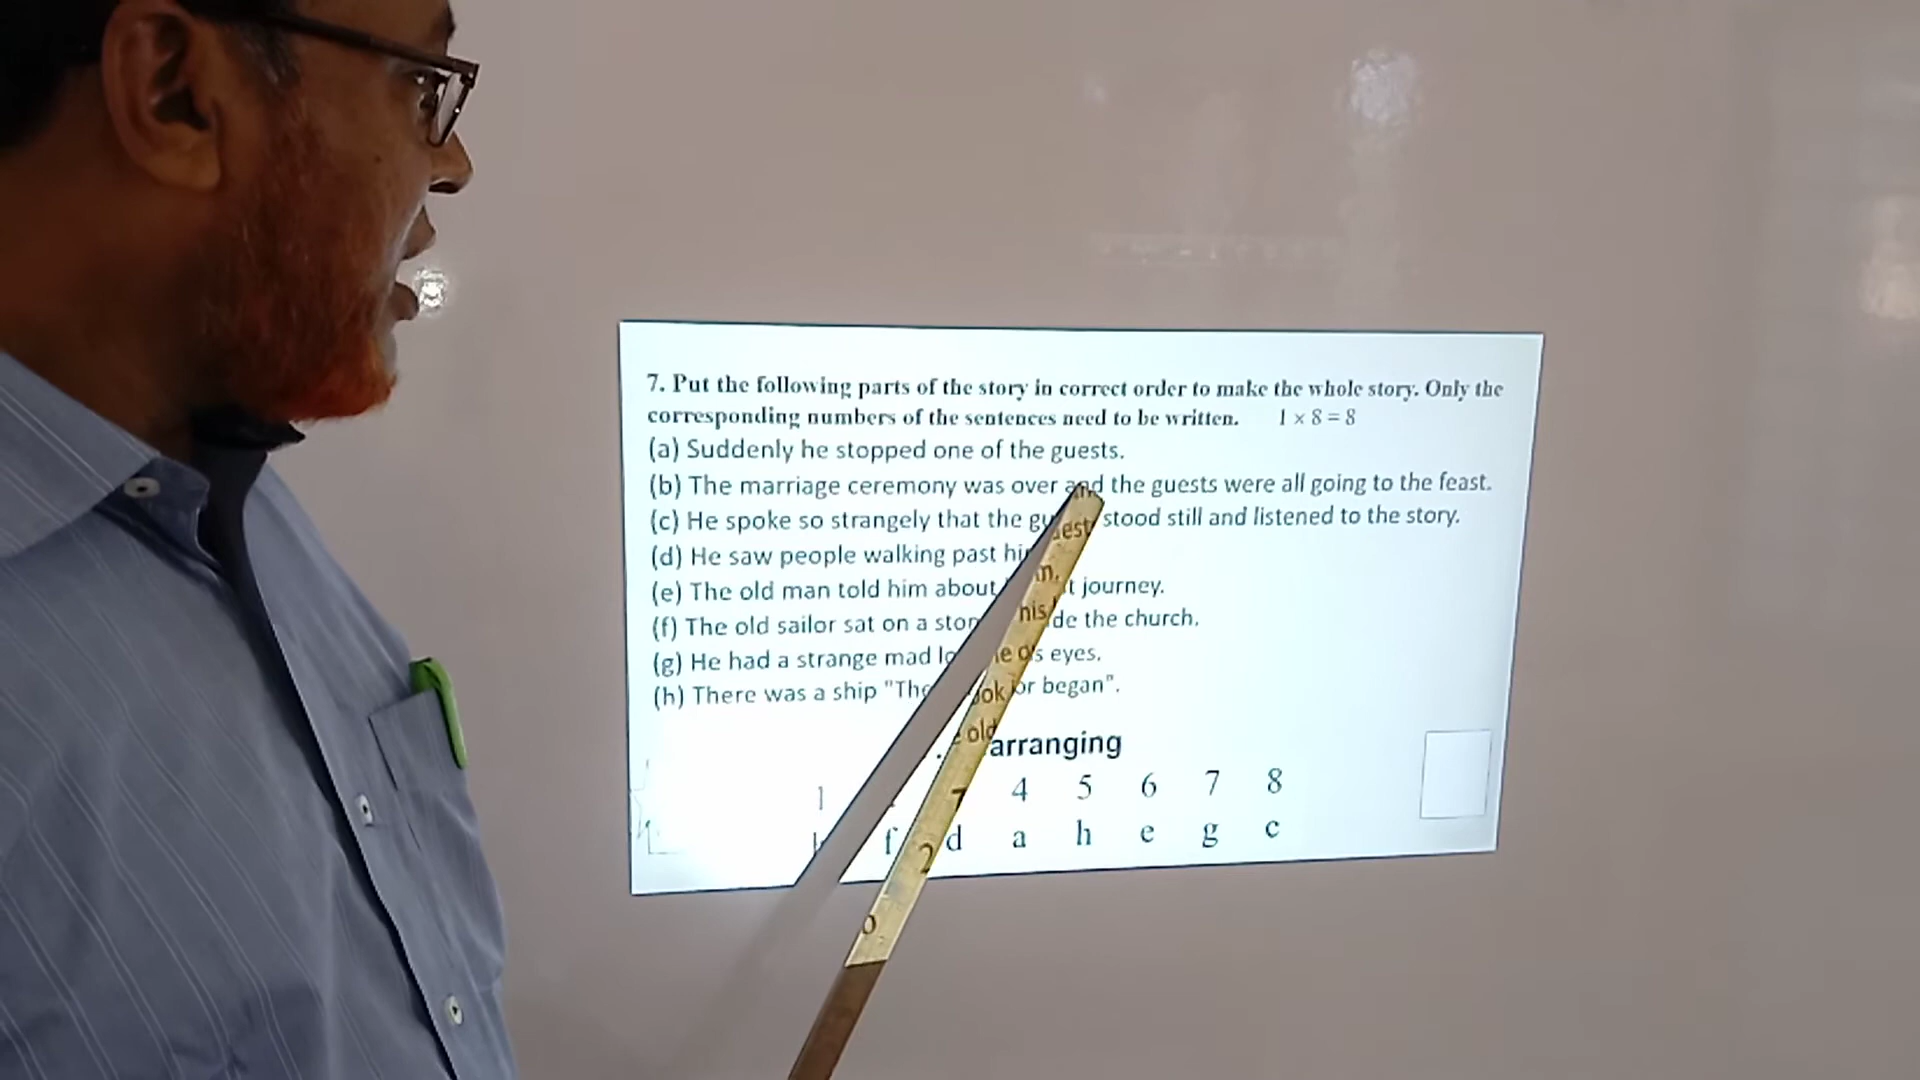 7. Put the following parts of the story in correct order to make the whole story. Only the
corresponding numbers of the sentences need to be written. 1 × 8 = 8
(a) Suddenly he stopped one of the guests.
(b) The marriage ceremony was over and the guests were all going to the feast.
(c) He spoke so strangely that the guest stood still and listened to the story.
(d) He saw people walking past him.
(e) The old man told him about his journey.
(f) The old sailor sat on a the church.
(g) He had a strange mad look eyes.
(h) There was a ship "The old began".
arranging
1 4 5 6 7 8
f d a h e g c